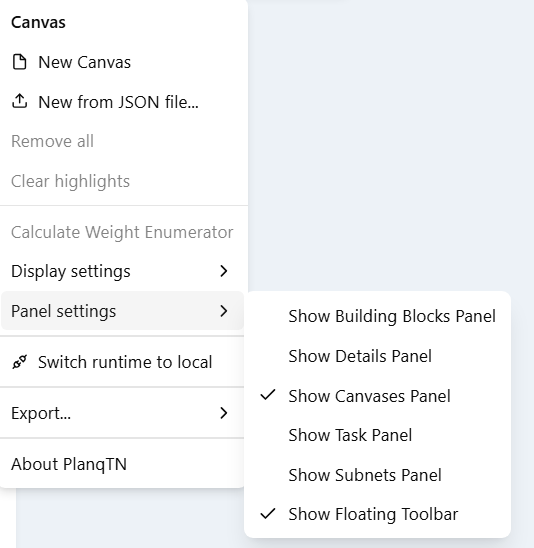 Canvas
New Canvas
New from JSON file...
Remove all
Clear highlights
Calculate Weight Enumerator
Display settings
Panel settings
Switch runtime to local
Export...
About PlanqTN
Show Building Blocks Panel
Show Details Panel
Show Canvases Panel
Show Task Panel
Show Subnets Panel
Show Floating Toolbar